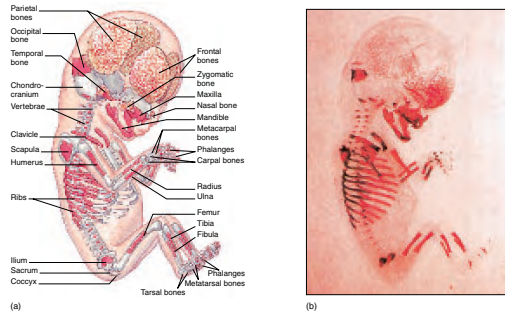 Parietal
bones
Occipital
bone
Temporal
bone
Chondro-
cranium
Vertebrae
Clavicle
Scapula
Humerus
Ribs
Ilium
Sacrum
Coccyx
Frontal
bones
Zygomatic
bone
Maxilla
Nasal bone
Mandible
Metacarpal
bones
Phalanges
Carpal bones
Radius
Ulna
Femur
Tibia
Fibula
Phalanges
Metatarsal bones
Tarsal bones
(a)
(b)